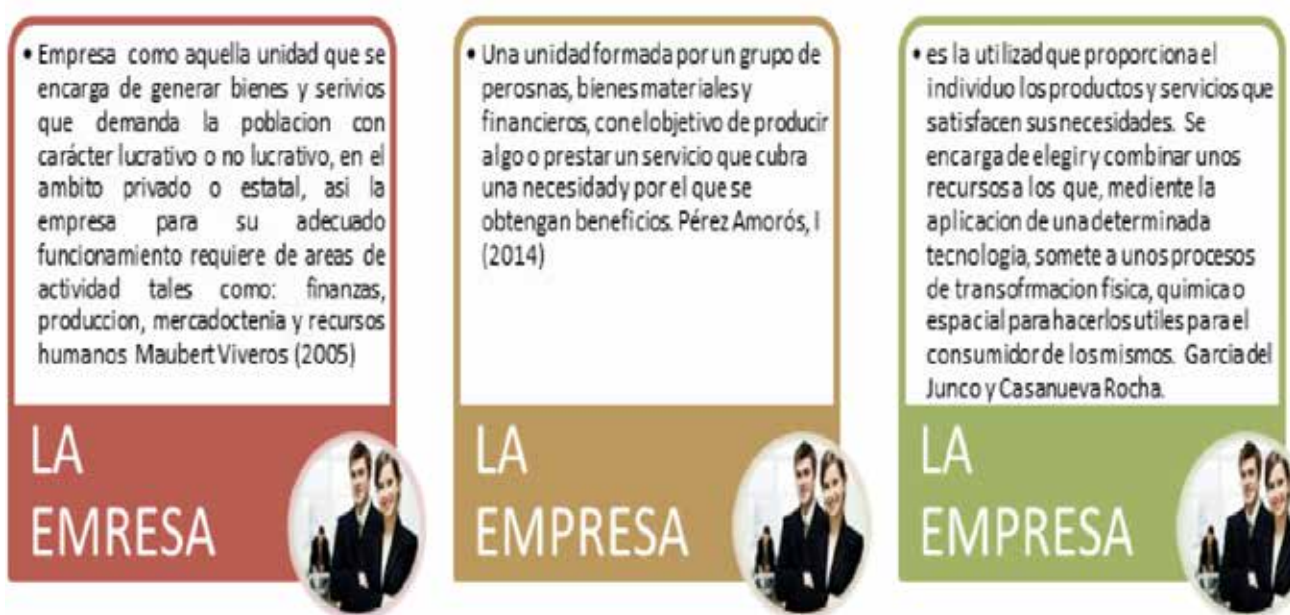 • Empresa como aquella unidad que se
encarga de generar bienes y serivios
que demanda la poblacion con
carácter lucrativo o no lucrativo, en el
ambito privado o estatal, asi la
empresa para su adecuado
funcionamiento requiere de areas de
actividad tales como: finanzas,
produccion, mercadoctenia y recursos
humanos Maubert Viveros (2005)
LA
EMRESA
• Una unidad formada por un grupo de
perosnas, bienes materiales y
financieros, con el objetivo de producir
algo o prestar un servicio que cubra
una necesidad y por el que se
obtengan beneficios. Pérez Amorós, I
(2014)
LA
EMPRESA
• es la utilizad que proporciona el
individuo los productos y servicios que
satisfacen sus necesidades. Se
encarga de elegir y combinar unos
recursos a los que, mediente la
aplicacion de una determinada
tecnologia, somete a unos procesos
de transofrmacion física, quimica o
espacial para hacerlos utiles para el
consumidor de los mismos. Garcia del
Junco y Casanueva Rocha.
LA
EMPRESA